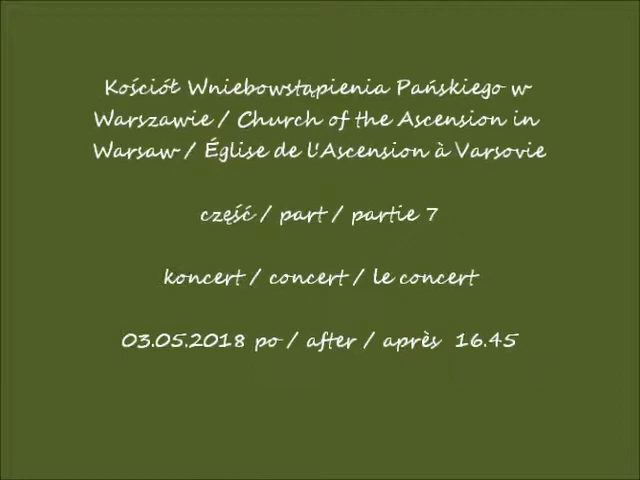 Kościół Wniebowstąpienia Pańskiego w
Warszawie / Church of the Ascension in
Warsaw / Église de l'Ascension à Varsovie
część / part / partie 7
koncert / concert / le concert
03.05.2018 po / after / après 16.45